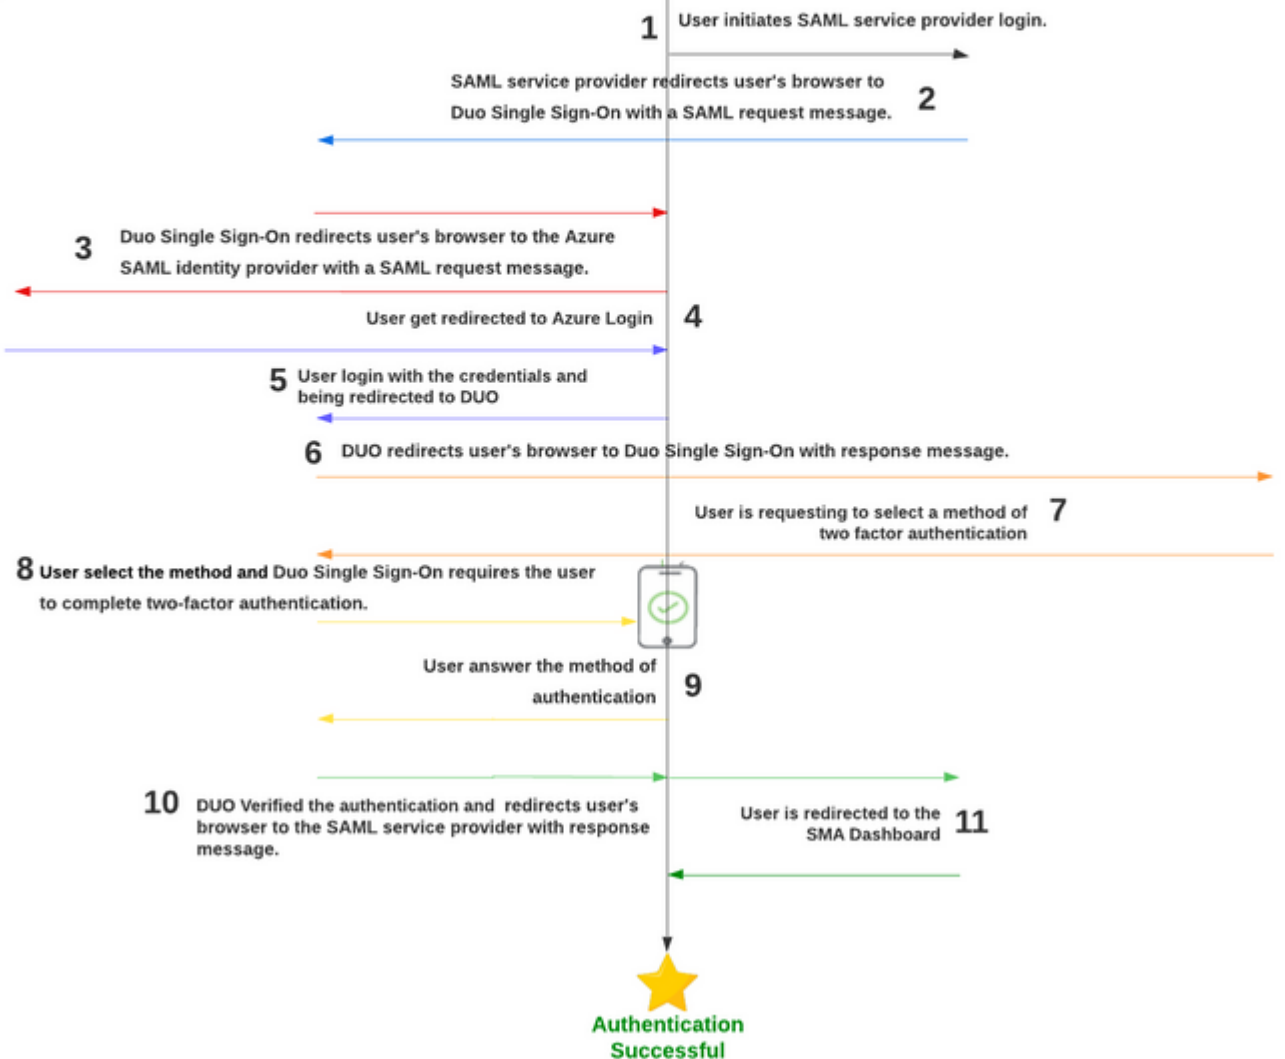 1 User initiates SAML service provider login.
SAML service provider redirects user's browser to
Duo Single Sign-On with a SAML request message.
2
3 Duo Single Sign-On redirects user's browser to the Azure
SAML identity provider with a SAML request message.
User get redirected to Azure Login 4
5 User login with the credentials and
being redirected to DUO
6 DUO redirects user's browser to Duo Single Sign-On with response message.
User is requesting to select a method of 7
two factor authentication
8 User select the method and Duo Single Sign-On requires the user
to complete two-factor authentication.
User answer the method of
authentication
9
10 DUO Verified the authentication and redirects user's
browser to the SAML service provider with response
message.
User is redirected to the
SMA Dashboard 11
Authentication
Successful